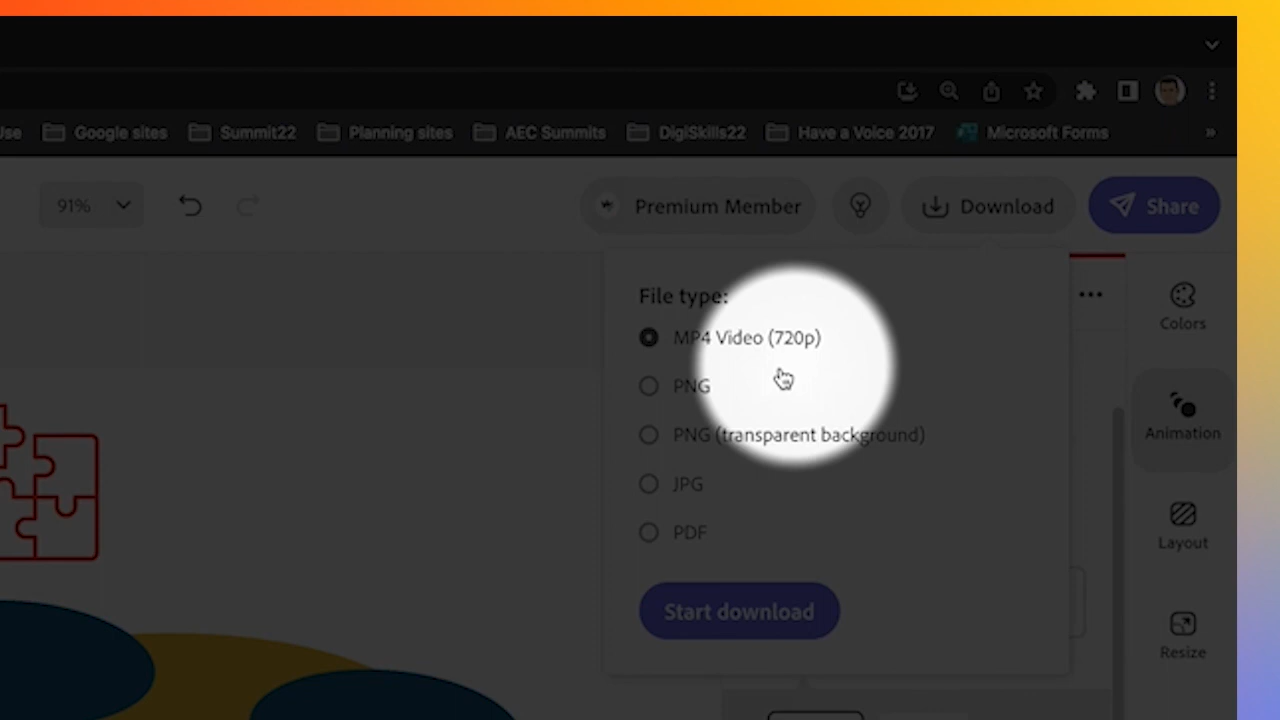 Use Google sites Summit22 Planning sites AEC Summits DigiSkills22 Have a Voice 2017 Microsoft Forms »
91% Premium Member Download Share
File type:
MP4 Video (720p)
PNG
PNG (transparent background)
JPG
PDF
Start download
Colors
Animation
Layout
Resize